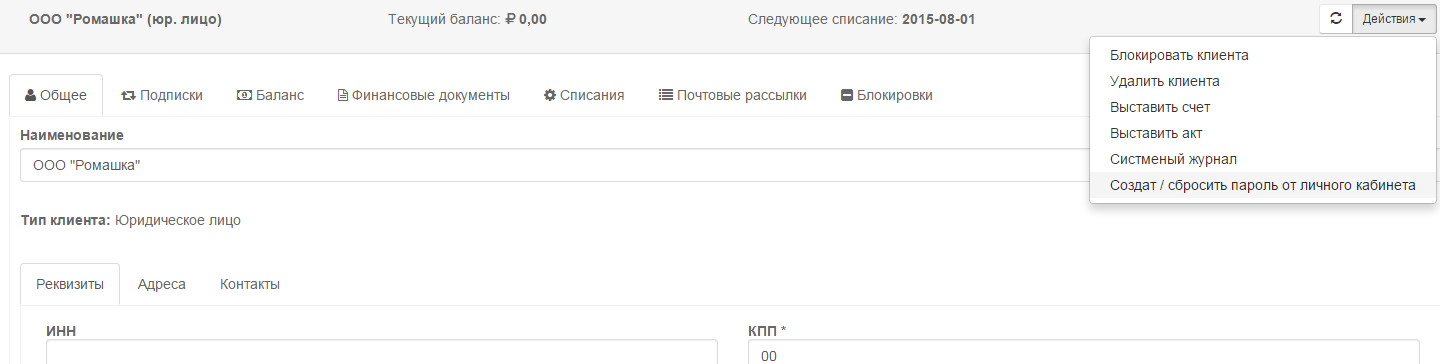 ООО "Ромашка" (юр. лицо) Текущий баланс: ₽ 0,00 Следующее списание: 2015-08-01 Действия
Блокировать клиента
Удалить клиента
Выставить счет
Выставить акт
Систменый журнал
Создат / сбросить пароль от личного кабинета
Общее Подписки Баланс Финансовые документы Списания Почтовые рассылки Блокировки
Наименование
ООО "Ромашка"
Тип клиента: Юридическое лицо
Реквизиты Адреса Контакты
ИНН КПП *
00